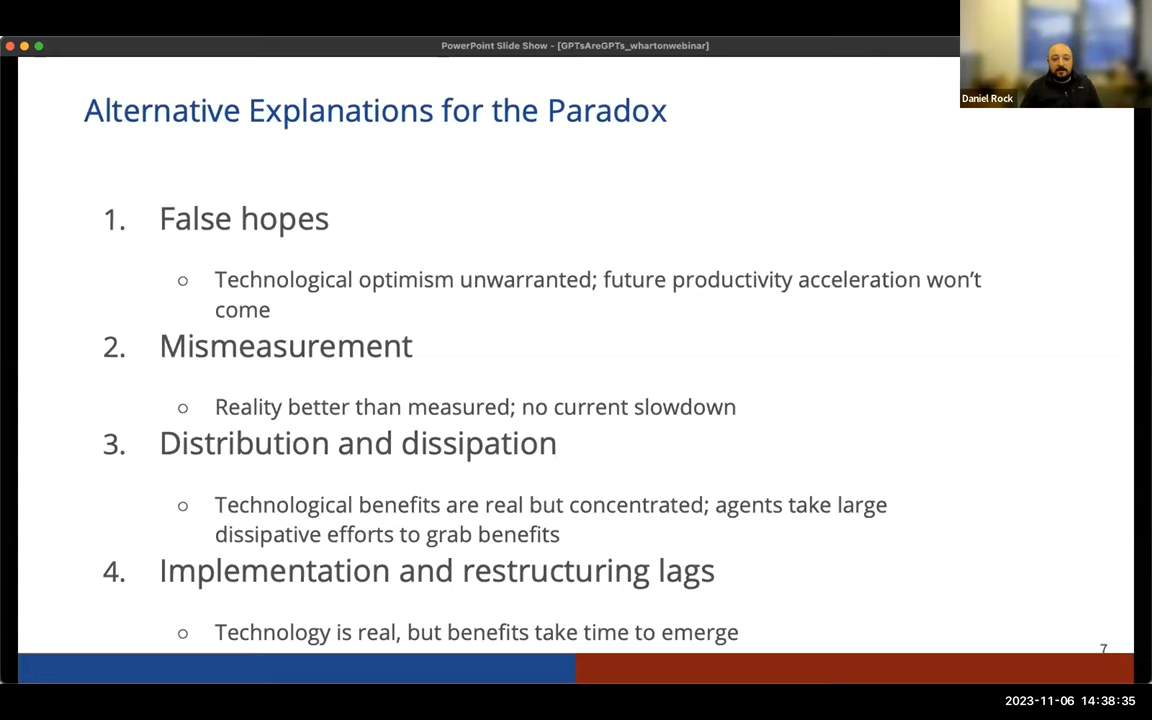 PowerPoint Slide Show - [GPTsAreGPTs_whartonwebinar]
Daniel Rock
Alternative Explanations for the Paradox
1. False hopes
○ Technological optimism unwarranted; future productivity acceleration won’t
come
2. Mismeasurement
○ Reality better than measured; no current slowdown
3. Distribution and dissipation
○ Technological benefits are real but concentrated; agents take large
dissipative efforts to grab benefits
4. Implementation and restructuring lags
○ Technology is real, but benefits take time to emerge
7
2023-11-06 14:38:35